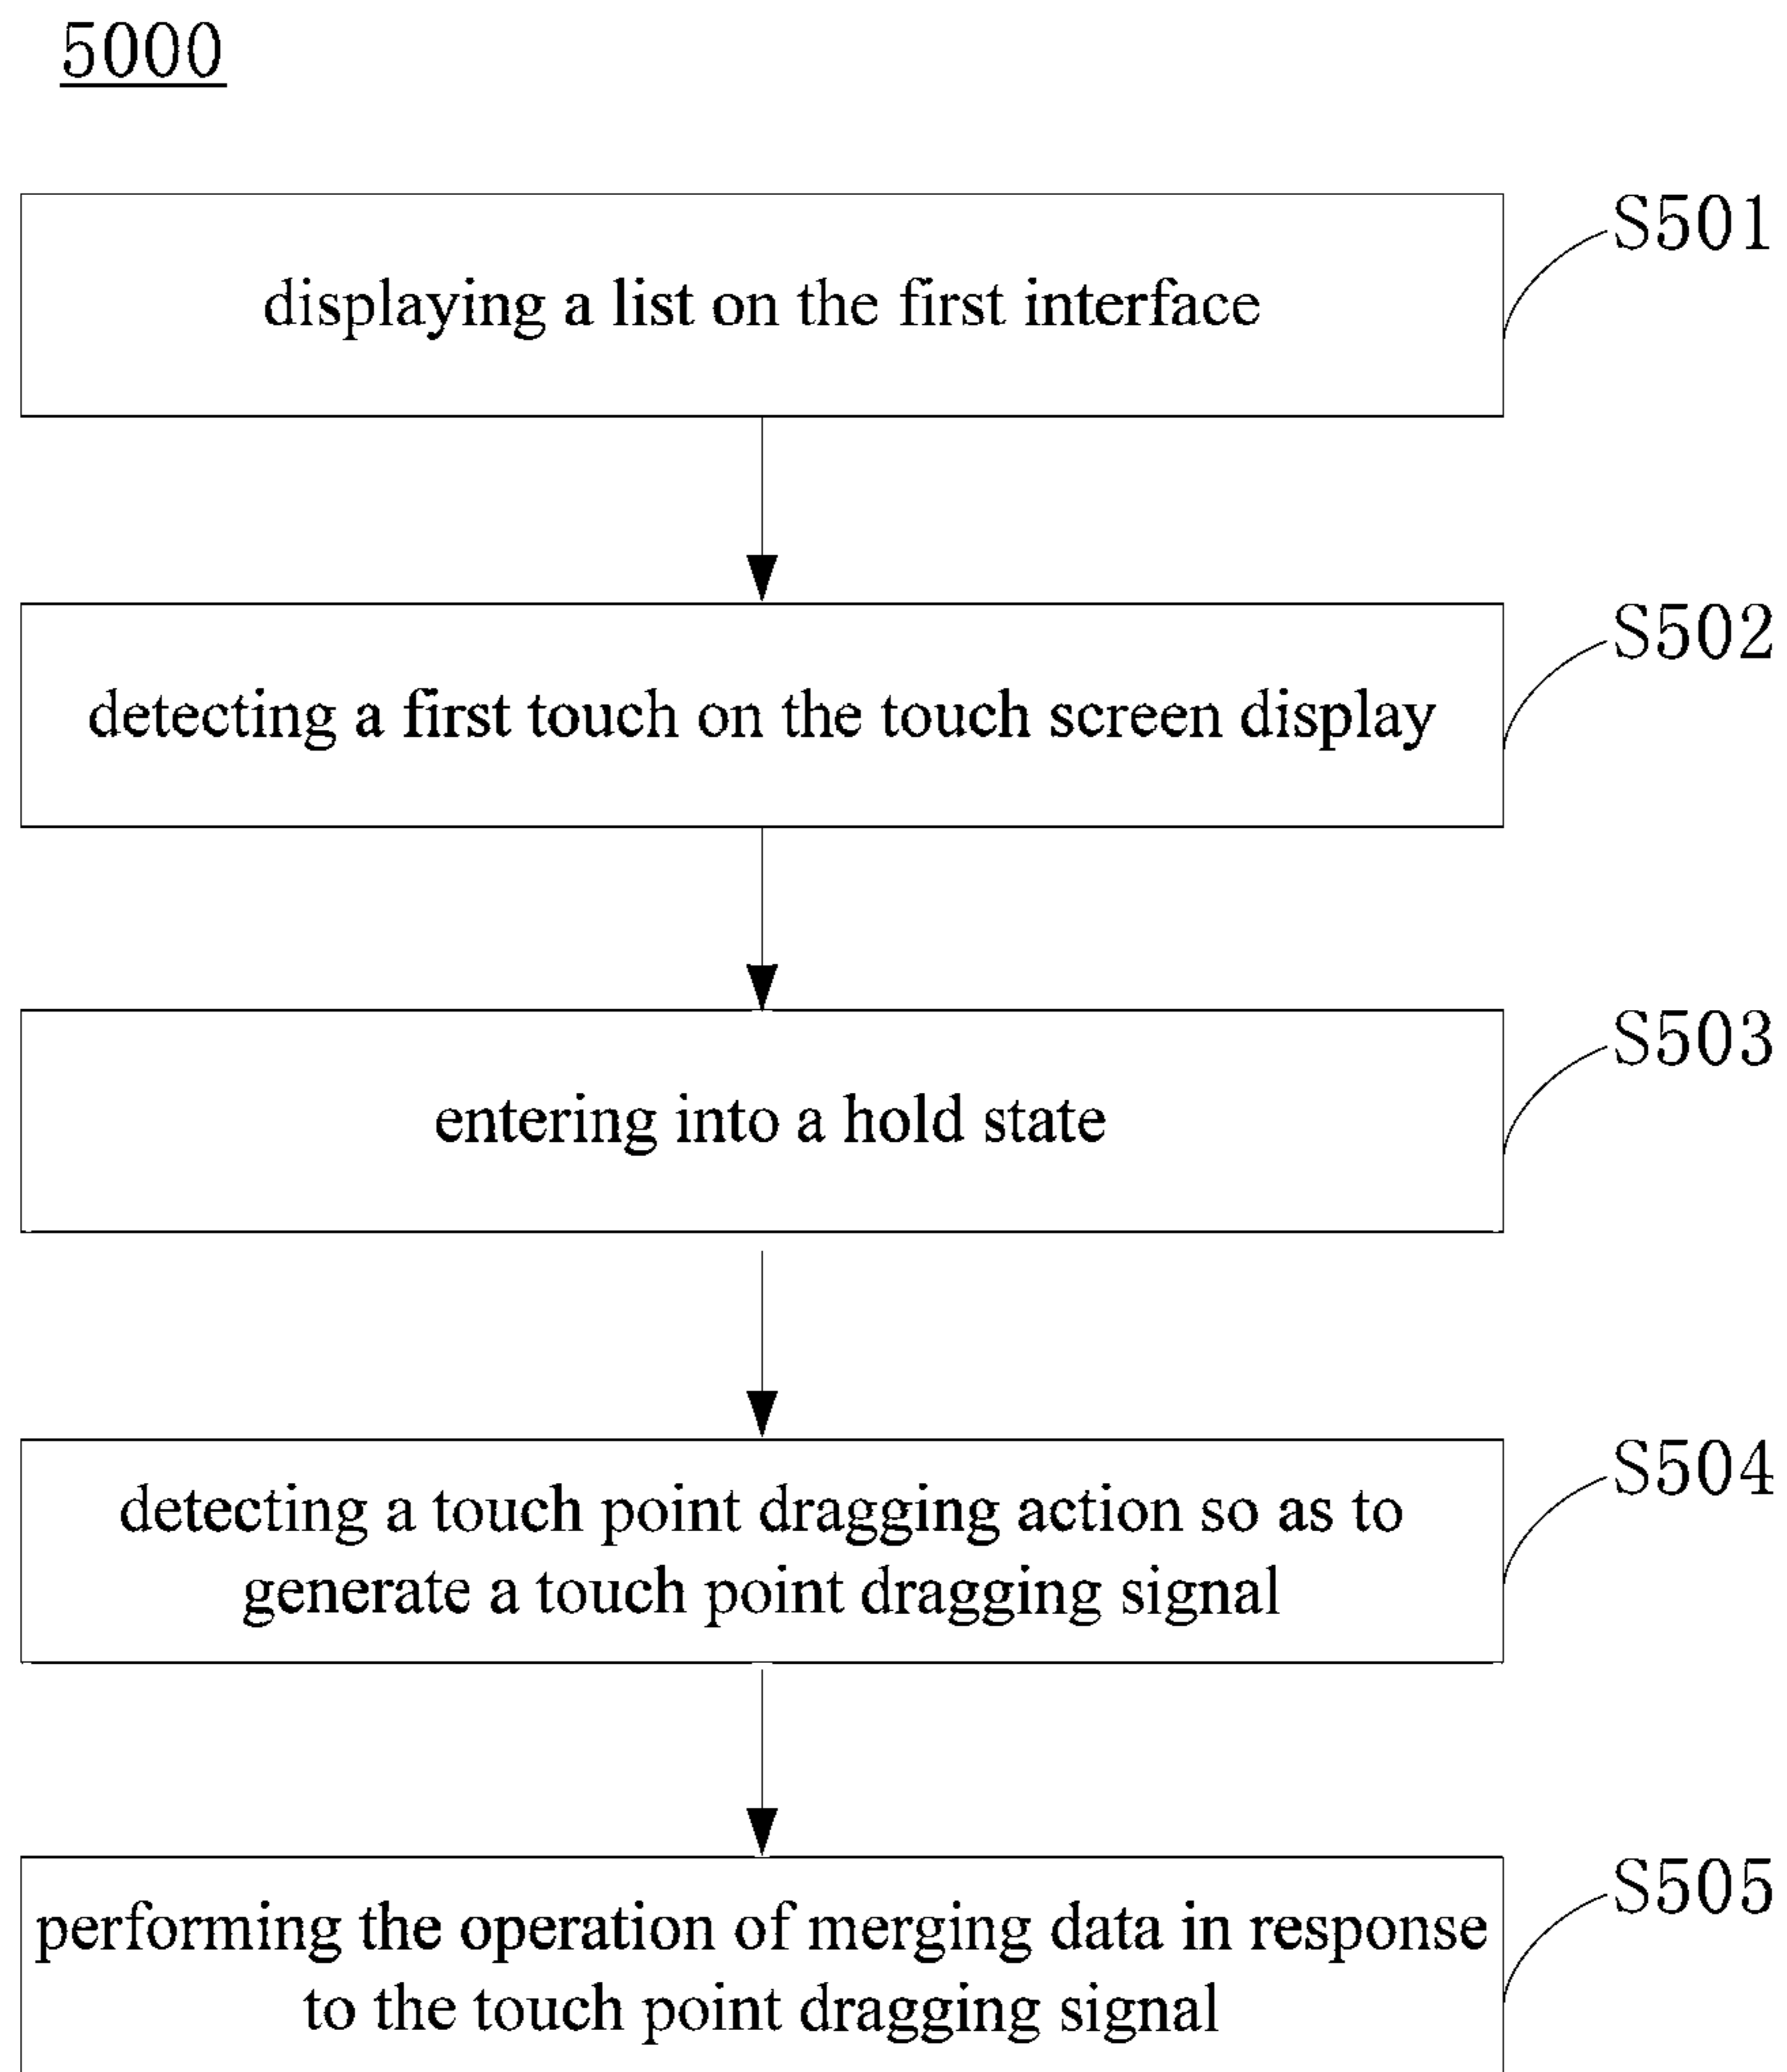 5000
S501
displaying a list on the first interface
S502
detecting a first touch on the touch screen display
S503
entering into a hold state
S504
detecting a touch point dragging action so as to
generate a touch point dragging signal
S505
performing the operation of merging data in response
to the touch point dragging signal